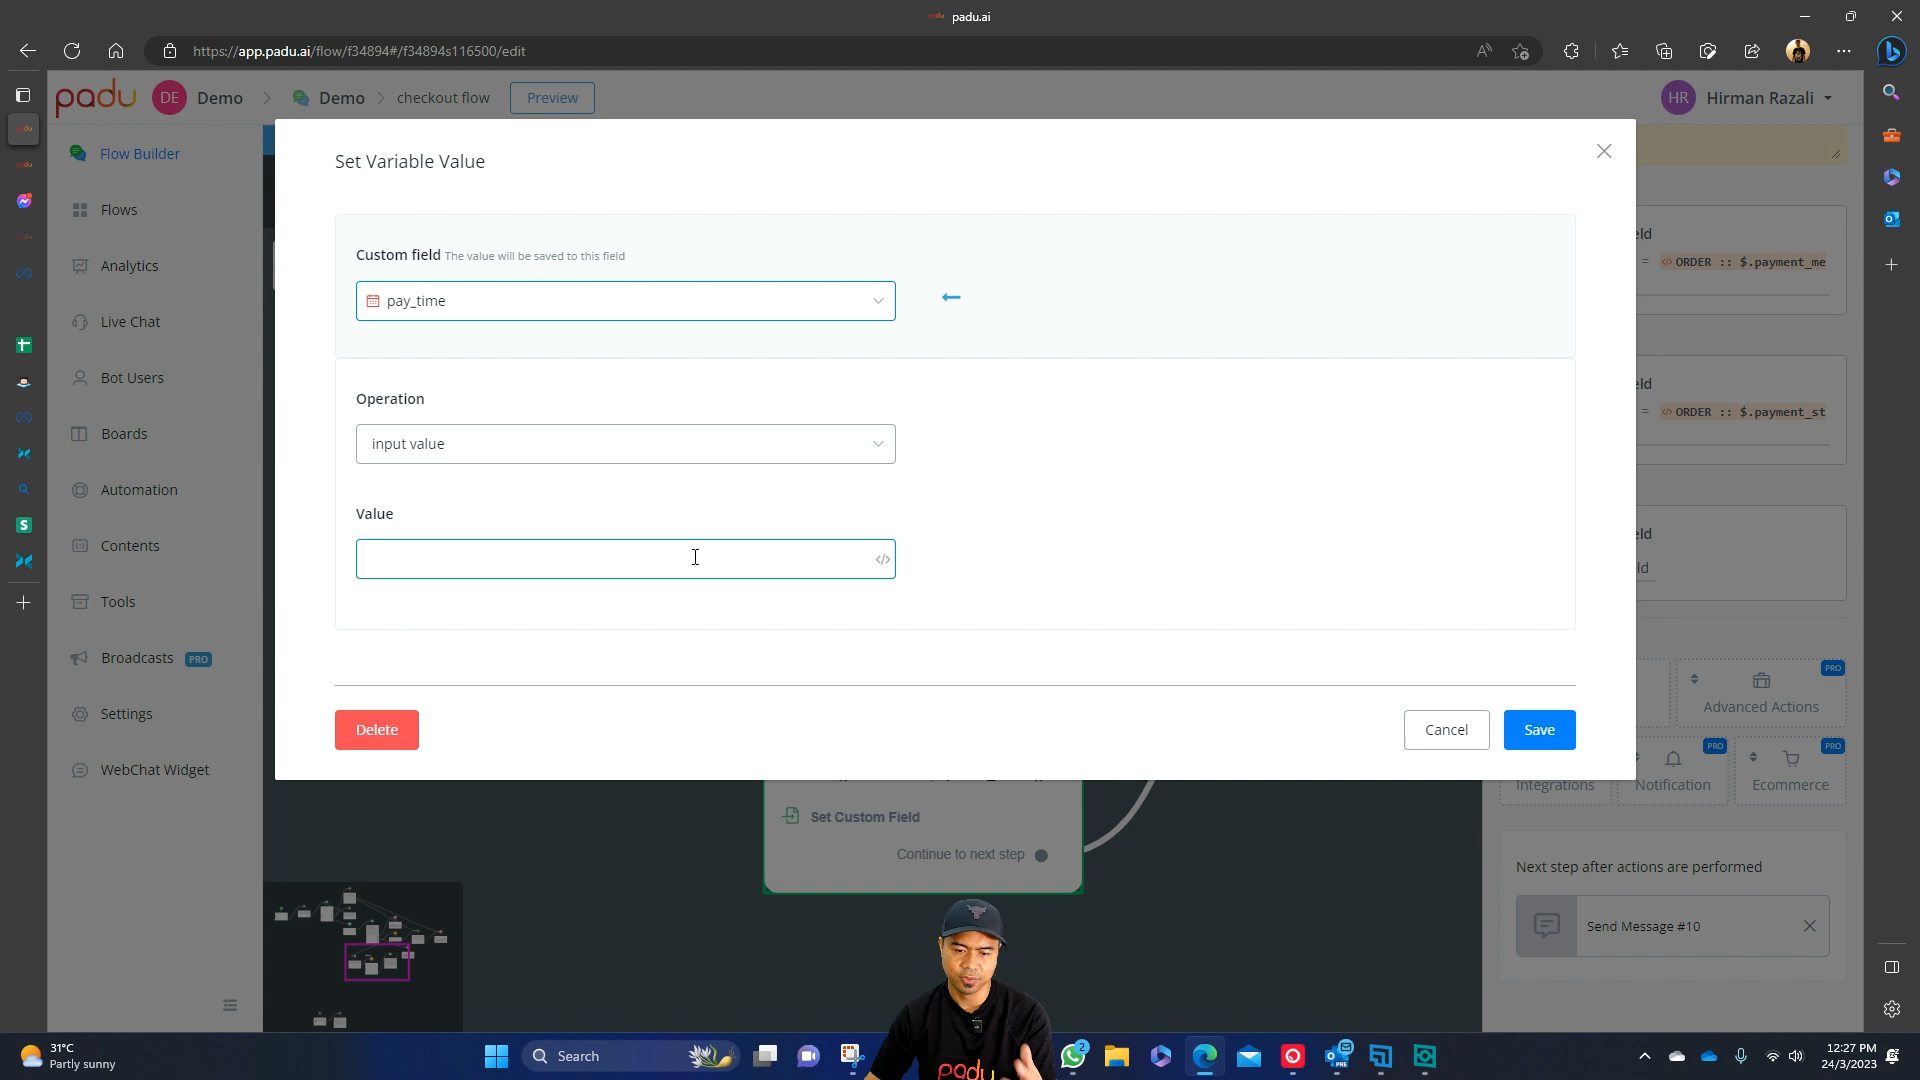 padu.ai
https://app.padu.ai/flow/f34894#/f34894s116500/edit
padu DE Demo > Demo > checkout flow Preview
HR Hirman Razali
Set Variable Value
Flow Builder
Flows
Analytics
Live Chat
Bot Users
Boards
Automation
Contents
Tools
Broadcasts PRO
Settings
WebChat Widget
Custom field The value will be saved to this field
pay_time
Operation
input value
Value
</>
Delete
Cancel
Save
eld
= </> ORDER :: $.payment_me
eld
= </> ORDER :: $.payment_st
eld
ld
PRO
Advanced Actions
PRO
PRO
Integrations
Notification
Ecommerce
Set Custom Field
Continue to next step
Next step after actions are performed
Send Message #10
padu
31°C
Partly sunny
Search
2
PRE
12:27 PM
24/3/2023